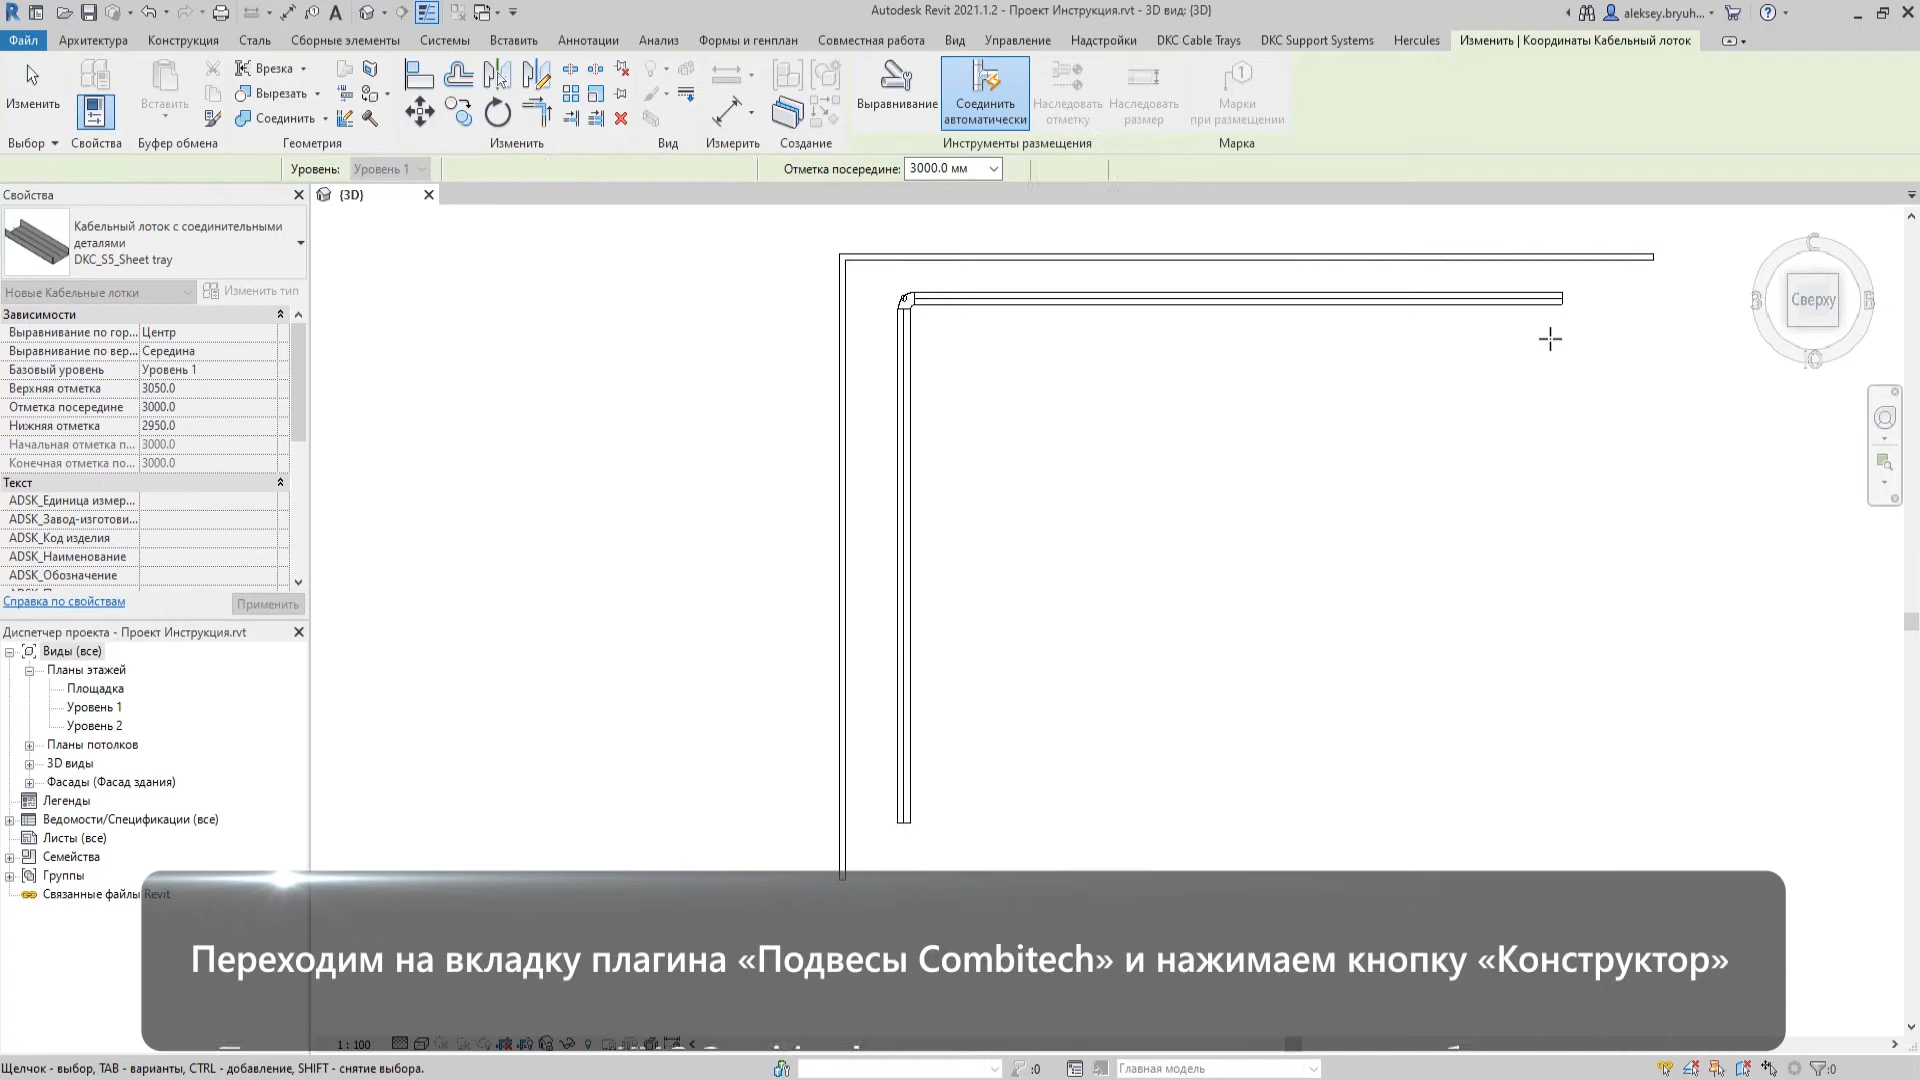 Autodesk Revit 2021.1.2 - Проект Инструкция.rvt - 3D вид: {3D}
aleksey.bryuh...
Файл Архитектура Конструкция Сталь Сборные элементы Системы Вставить Аннотации Анализ Формы и генплан Совместная работа Вид Управление Надстройки DKC Cable Trays DKC Support Systems Hercules Изменить | Координаты Кабельный лоток
Изменить
Вставить
Врезка
Вырезать
Соединить
Выравнивание
Соединить автоматически
Наследовать отметку
Наследовать размер
Марки при размещении
Выбор Свойства Буфер обмена Геометрия Изменить Вид Измерить Создание Инструменты размещения Марка
Уровень: Уровень 1 Отметка посередине: 3000.0 мм
Свойства
{3D}
Кабельный лоток с соединительными
деталями
DKC_S5_Sheet tray
Новые Кабельные лотки Изменить тип
Зависимости
Выравнивание по гор... Центр
Выравнивание по вер... Середина
Базовый уровень Уровень 1
Верхняя отметка 3050.0
Отметка посередине 3000.0
Нижняя отметка 2950.0
Начальная отметка п... 3000.0
Конечная отметка по... 3000.0
Текст
ADSK_Единица измер...
ADSK_Завод-изготови...
ADSK_Код изделия
ADSK_Наименование
ADSK_Обозначение
Справка по свойствам Применить
Диспетчер проекта - Проект Инструкция.rvt
Виды (все)
Планы этажей
Площадка
Уровень 1
Уровень 2
Планы потолков
3D виды
Фасады (Фасад здания)
Легенды
Ведомости/Спецификации (все)
Листы (все)
Семейства
Группы
Связанные файлы Revit
Сверху
С
З
В
Ю
Переходим на вкладку плагина «Подвесы Combitech» и нажимаем кнопку «Конструктор»
1 : 100
Щелчок - выбор, TAB - варианты, CTRL - добавление, SHIFT - снятие выбора.
:0
Главная модель
:0